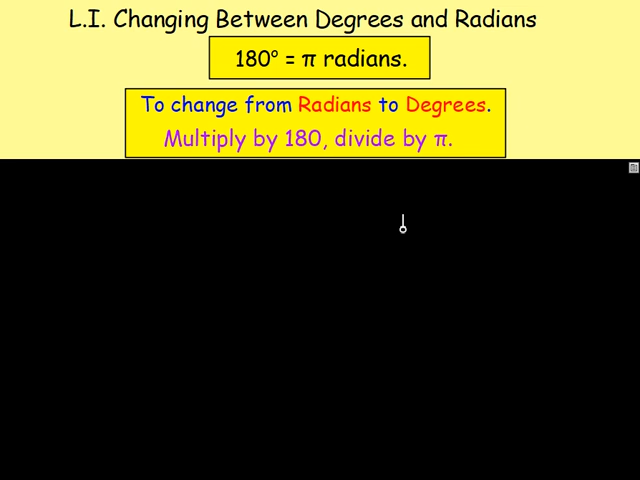 L.I. Changing Between Degrees and Radians
180° = π radians.
To change from Radians to Degrees.
Multiply by 180, divide by π.